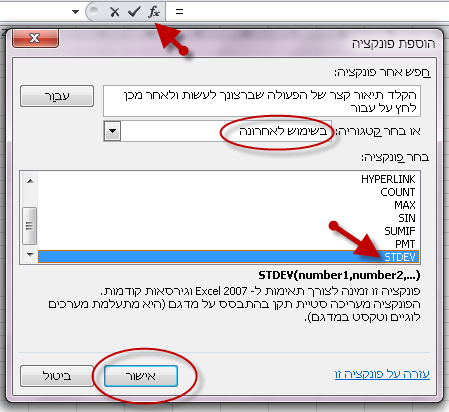 fx =
הוספת פונקציה
חפש אחר פונקציה:
הקלד תיאור קצר של הפעולה שברצונך לעשות ולאחר מכן
לחץ על עבור
עבור
או בחר קטגוריה:
בשימוש לאחרונה
בחר פונקציה:
HYPERLINK
COUNT
MAX
SIN
SUMIF
PMT
STDEV
STDEV(number1,number2,...)
פונקציה זו זמינה לצורך תאימות ל- Excel 2007 וגירסאות קודמות.
הפונקציה מעריכה סטיית תקן בהתבסס על מדגם (היא מתעלמת מערכים
לוגיים וטקסט במדגם).
עזרה על פונקציה זו
אישור
ביטול